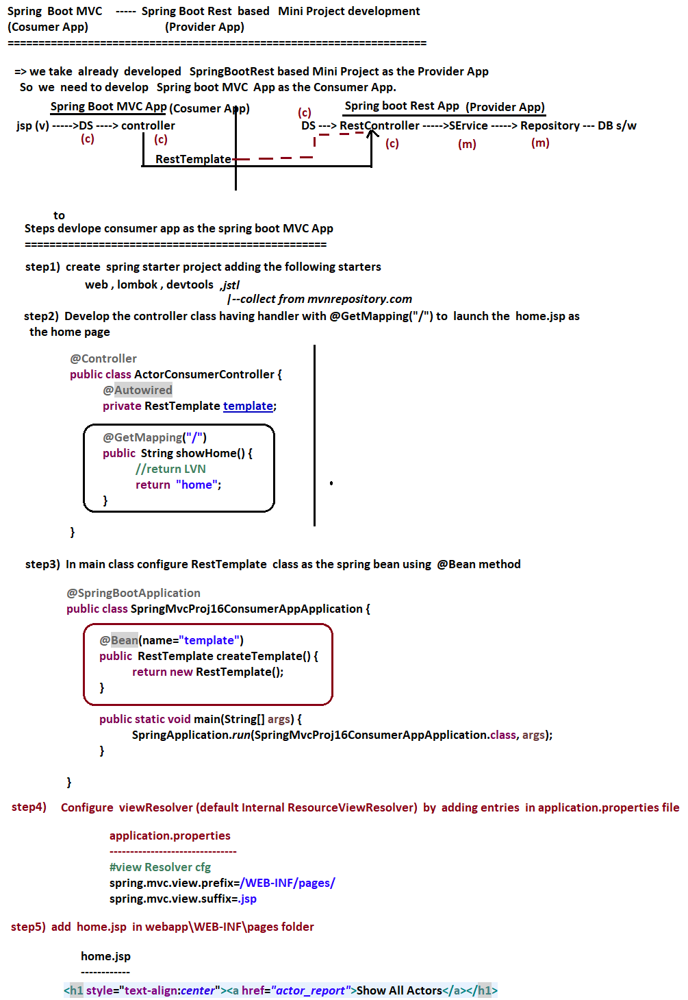 Spring Boot MVC ----- Spring Boot Rest based Mini Project development
(Cosumer App) (Provider App)
====================================================================
=> we take already developed SpringBootRest based Mini Project as the Provider App
So we need to develop Spring boot MVC App as the Consumer App.
Spring Boot MVC App (Cosumer App) (c) Spring boot Rest App (Provider App)
jsp (v) ----->DS ----> controller DS ---> RestController ----->SErvice -----> Repository --- DB s/w
(c) (c) (c) (m) (m)
RestTemplate
to
Steps devlope consumer app as the spring boot MVC App
=================================================
step1) create spring starter project adding the following starters
web , lombok , devtools ,jstl
|--collect from mvnrepository.com
step2) Develop the controller class having handler with @GetMapping("/") to launch the home.jsp as
the home page
@Controller
public class ActorConsumerController {
@Autowired
private RestTemplate template;
@GetMapping("/")
public String showHome() {
//return LVN
return "home";
}
}
step3) In main class configure RestTemplate class as the spring bean using @Bean method
@SpringBootApplication
public class SpringMvcProj16ConsumerAppApplication {
@Bean(name="template")
public RestTemplate createTemplate() {
return new RestTemplate();
}
public static void main(String[] args) {
SpringApplication.run(SpringMvcProj16ConsumerAppApplication.class, args);
}
}
step4) Configure viewResolver (default Internal ResourceViewResolver) by adding entries in application.properties file
application.properties
-------------------------------
#view Resolver cfg
spring.mvc.view.prefix=/WEB-INF/pages/
spring.mvc.view.suffix=.jsp
step5) add home.jsp in webapp\WEB-INF\pages folder
home.jsp
------------
<h1 style="text-align:center"><a href="actor_report">Show All Actors</a></h1>